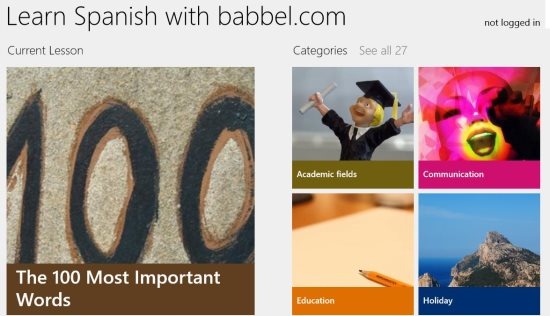 Learn Spanish with babbel.com
not logged in
Current Lesson
Categories See all 27
100
The 100 Most Important
Words
Academic fields
Communication
Education
Holiday